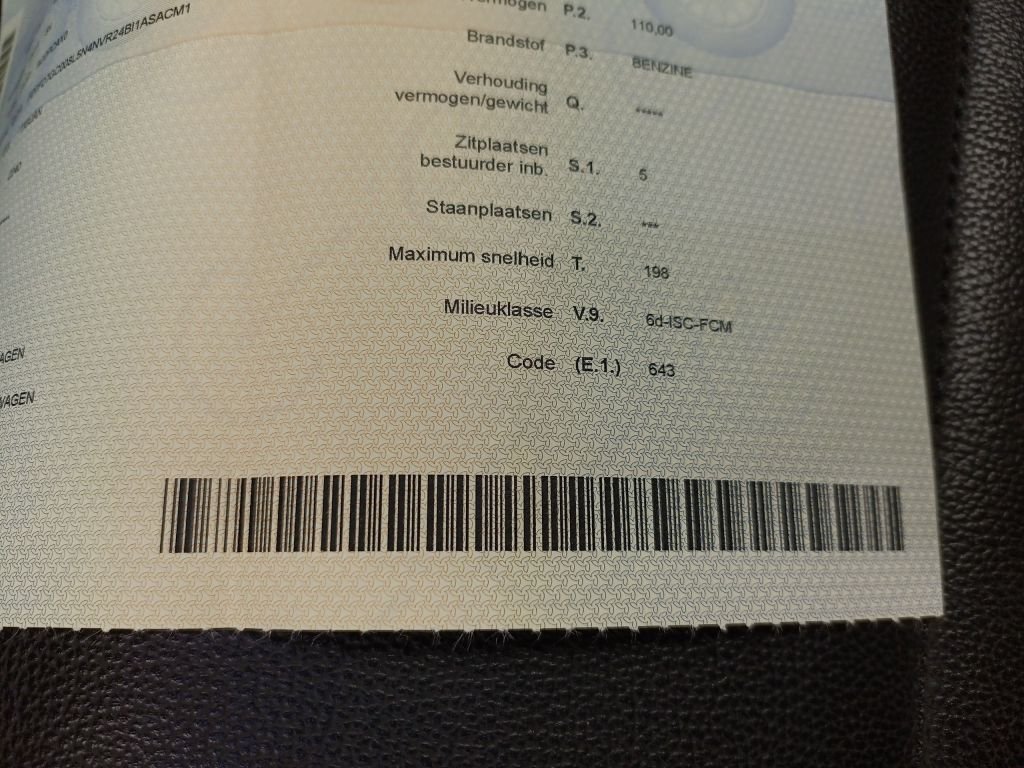 P.2. 110,00
Brandstof P.3. BENZINE
Verhouding
vermogen/gewicht Q. *****
Zitplaatsen
bestuurder inb. S.1. 5
Staanplaatsen S.2. ***
Maximum snelheid T. 198
Milieuklasse V.9. 6d-ISC-FCM
Code (E.1.) 643